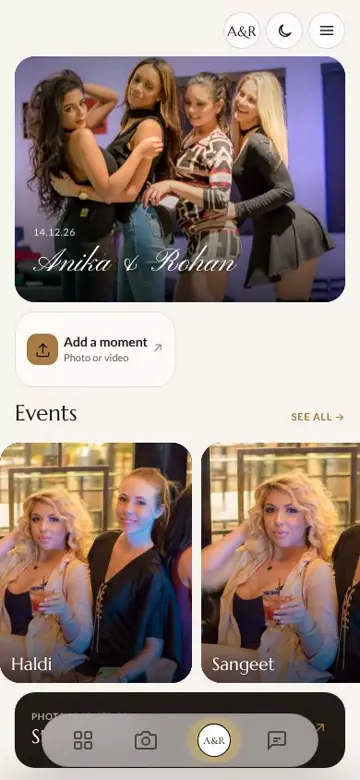 A&R
14.12.26
Anika & Rohan
Add a moment
Photo or video
Events
SEE ALL →
Haldi
Sangeet
A&R